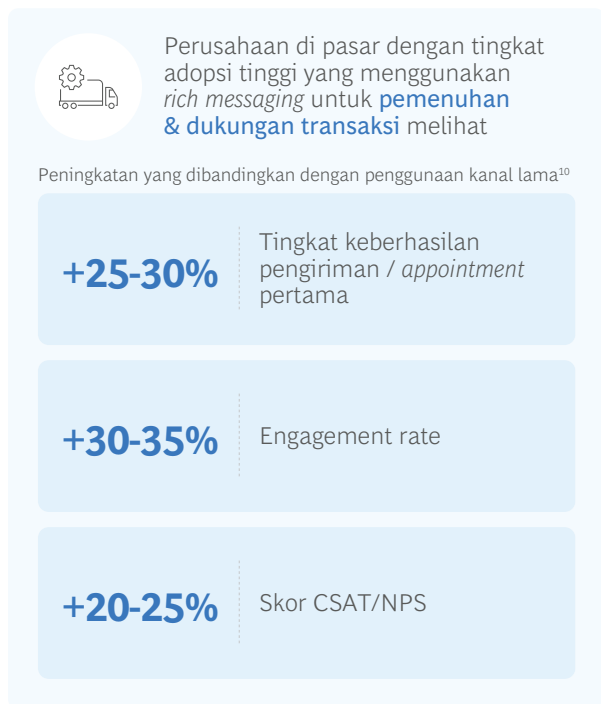 Perusahaan di pasar dengan tingkat
adopsi tinggi yang menggunakan
rich messaging untuk pemenuhan
& dukungan transaksi melihat
Peningkatan yang dibandingkan dengan penggunaan kanal lama¹⁰
+25-30%
Tingkat keberhasilan
pengiriman / appointment
pertama
+30-35%
Engagement rate
+20-25%
Skor CSAT/NPS